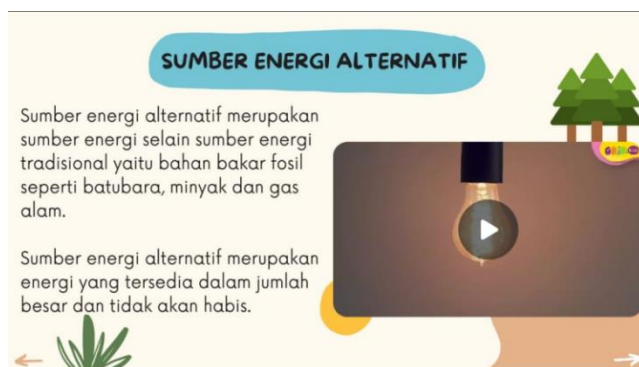 SUMBER ENERGI ALTERNATIF
Sumber energi alternatif merupakan
sumber energi selain sumber energi
tradisional yaitu bahan bakar fosil
seperti batubara, minyak dan gas
alam.
Sumber energi alternatif merupakan
energi yang tersedia dalam jumlah
besar dan tidak akan habis.